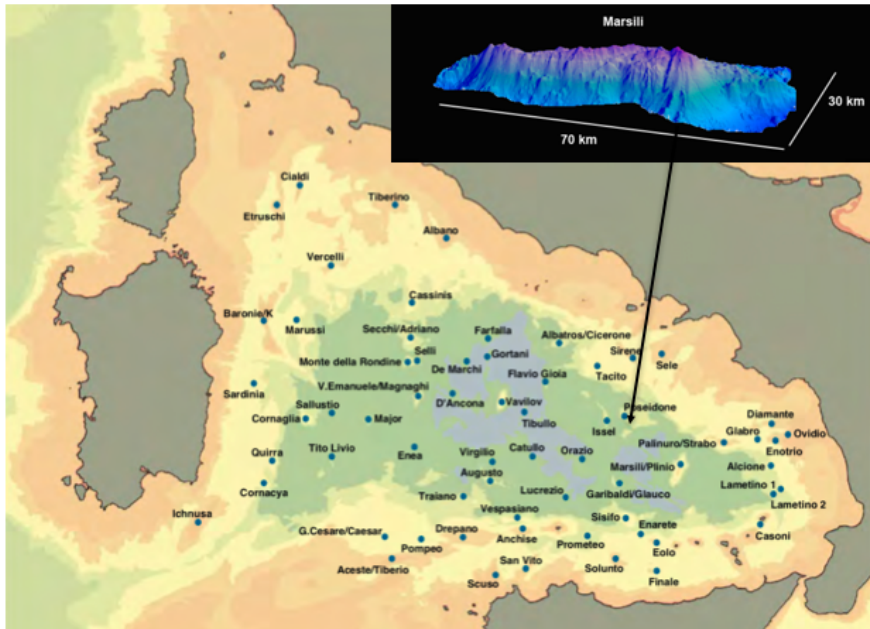 Marsili
30 km
70 km
Cialdi
Etruschi
Tiberino
Albano
Vercelli
Cassinis
Baronie/K
Marussi
Secchi/Adriano
Farfalla
Albatros/Cicerone
Sirene
Sele
Monte della Rondine
Selli
De Marchi
Gortani
Tacito
Flavio Gioia
Sardinia
V.Emanuele/Magnaghi
D'Ancona
Vavilov
Sallustio
Cornaglia
Major
Tibullo
Poseidone
Issel
Diamante
Glabro
Ovidio
Palinuro/Strabo
Enotrio
Quirra
Tito Livio
Enea
Virgilio
Catullo
Orazio
Marsili/Plinio
Alcione
Augusto
Cornacya
Traiano
Lucrezio
Garibaldi/Glauco
Lametino 1
Lametino 2
Ichnusa
Vespasiano
Sisifo
G.Cesare/Caesar
Drepano
Anchise
Enarete
Casoni
Pompeo
Prometeo
Eolo
Aceste/Tiberio
San Vito
Solunto
Scuso
Finale